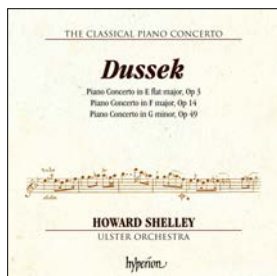 THE CLASSICAL PIANO CONCERTO
Dussek
Piano Concerto in E flat major, Op 3
Piano Concerto in F major, Op 14
Piano Concerto in G minor, Op 49
HOWARD SHELLEY
ULSTER ORCHESTRA
hyperion